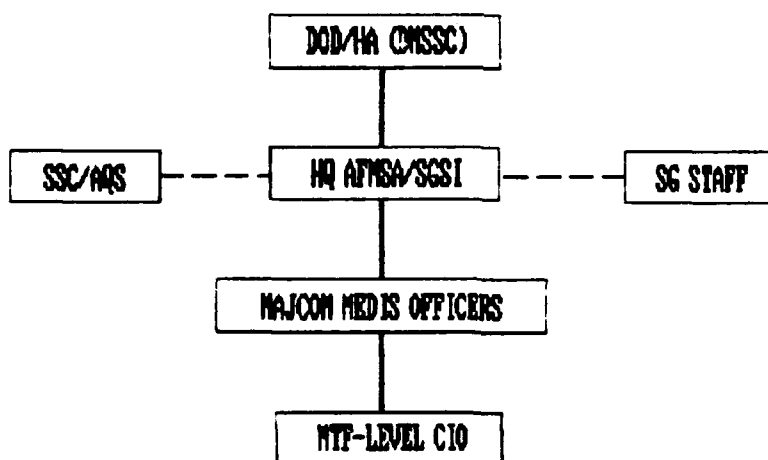 DOD/HA (DMSSC)
SSC/AQS
HQ AFMSA/SGSI
SG STAFF
MAJCOM MEDIS OFFICERS
MTF-LEVEL CIO